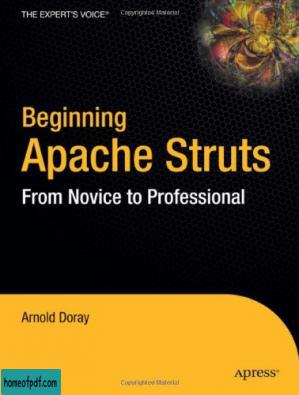 THE EXPERT'S VOICE®
Beginning
Apache Struts
From Novice to Professional
Arnold Doray
Apress®
homeofpdf.com